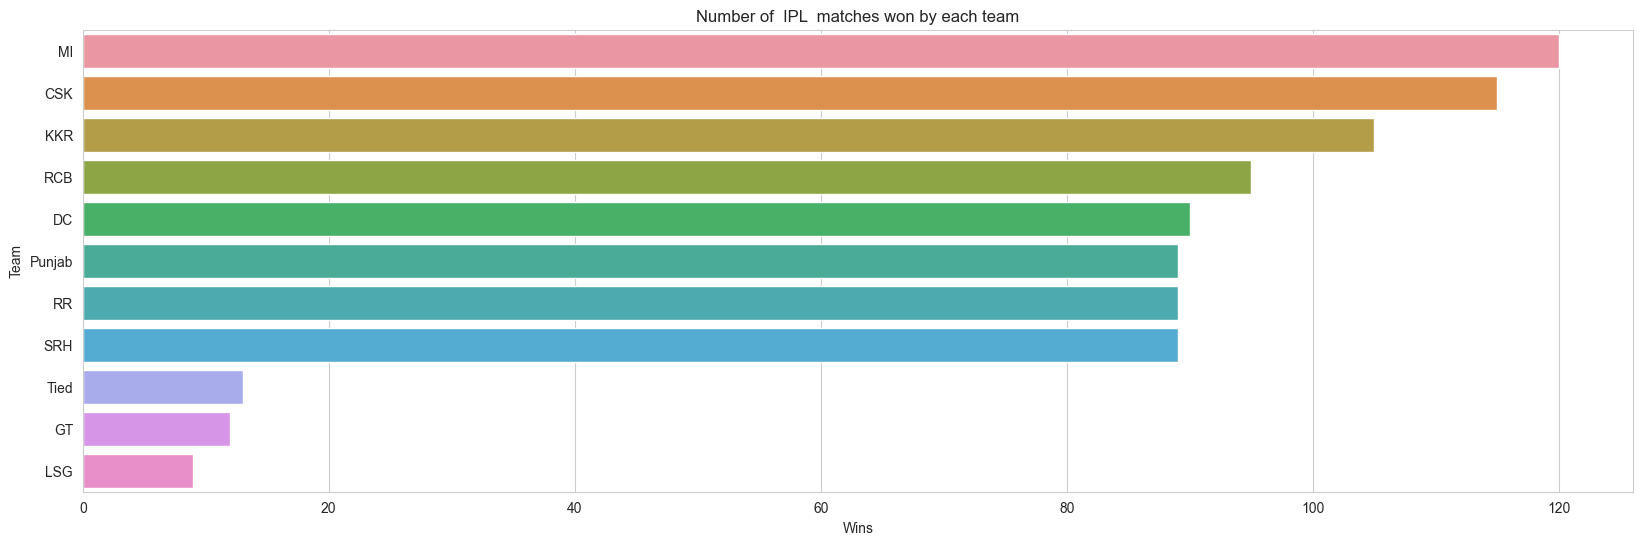 Number of  IPL  matches won by each team
MI
CSK
KKR
RCB
DC
Punjab
RR
SRH
Tied
GT
LSG
Team
0 20 40 60 80 100 120
Wins